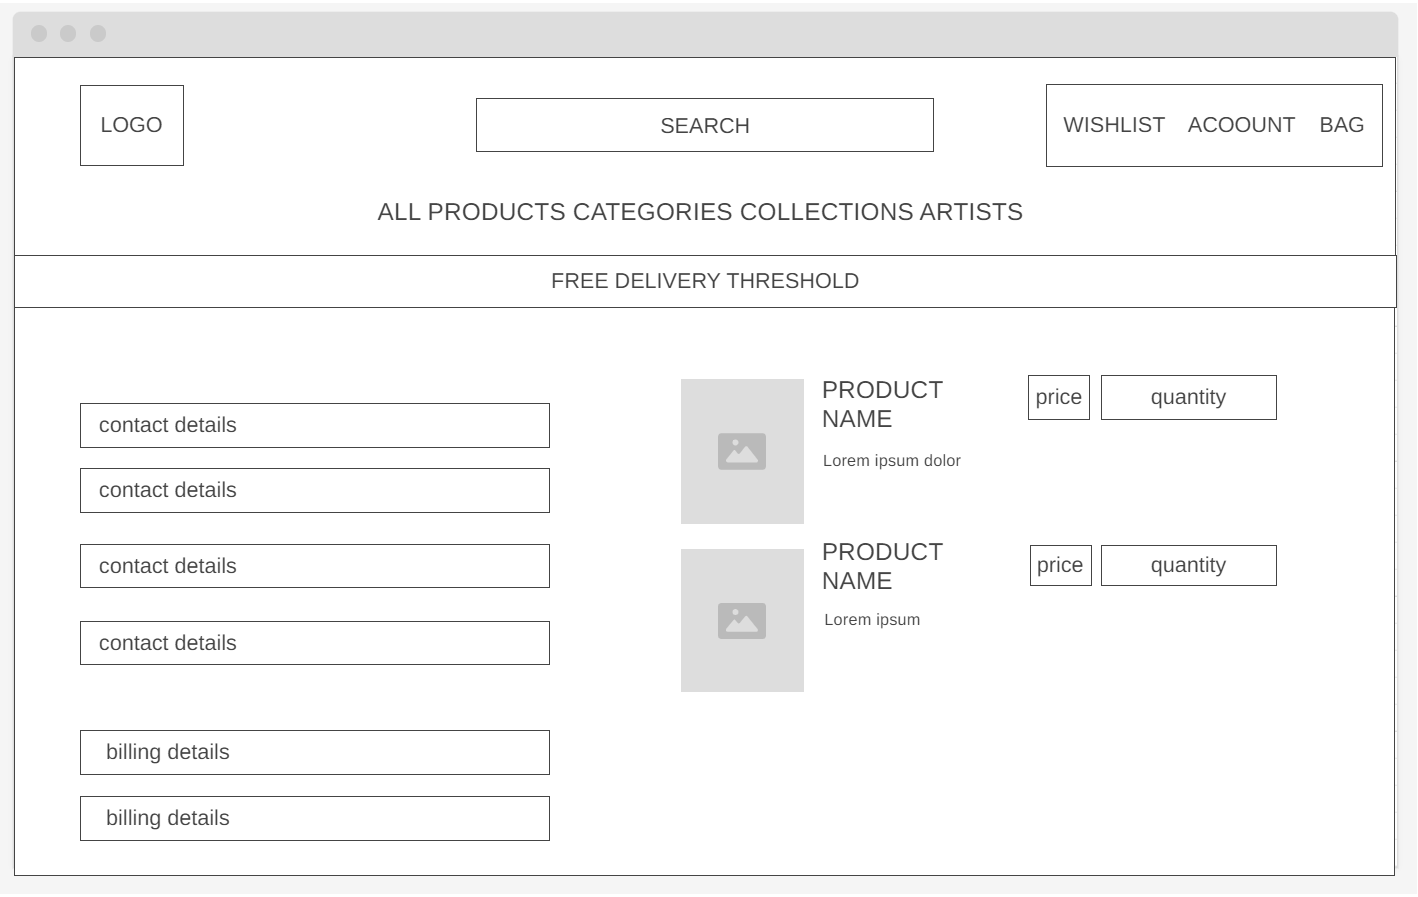 LOGO
SEARCH
WISHLIST ACOOUNT BAG
ALL PRODUCTS CATEGORIES COLLECTIONS ARTISTS
FREE DELIVERY THRESHOLD
contact details
contact details
contact details
contact details
billing details
billing details
PRODUCT
NAME
Lorem ipsum dolor
price
quantity
PRODUCT
NAME
Lorem ipsum
price
quantity